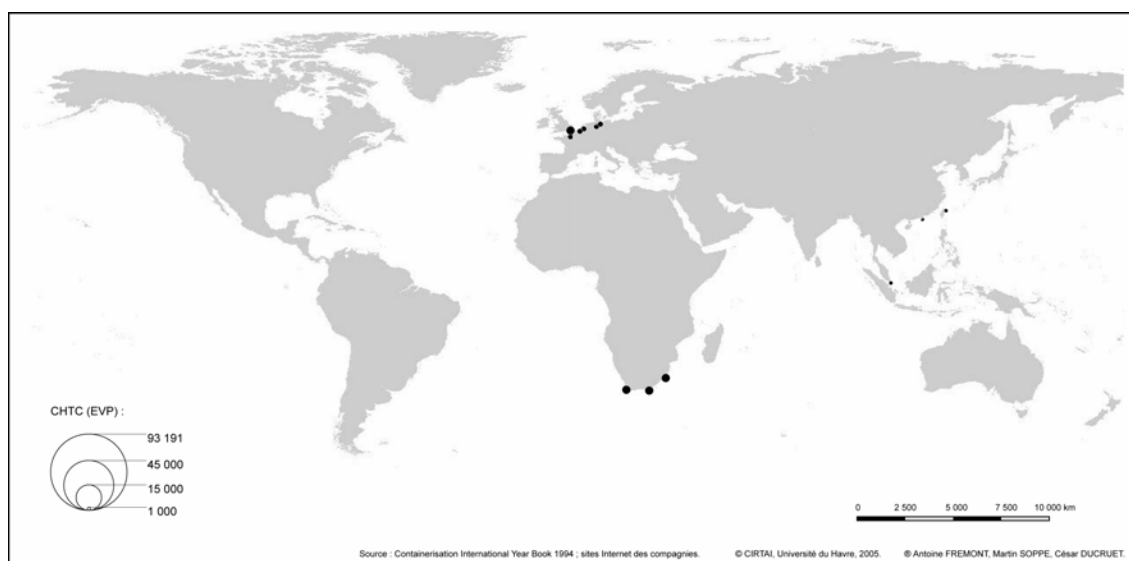 CHTC (EVP) :
93 191
45 000
15 000
1 000
0 2 500 5 000 7 500 10 000 km
Source : Containerisation International Year Book 1994 ; sites Internet des compagnies. © CIRTAI, Université du Havre, 2005. ® Antoine FREMONT, Martin SOPPE, César DUCRUET.